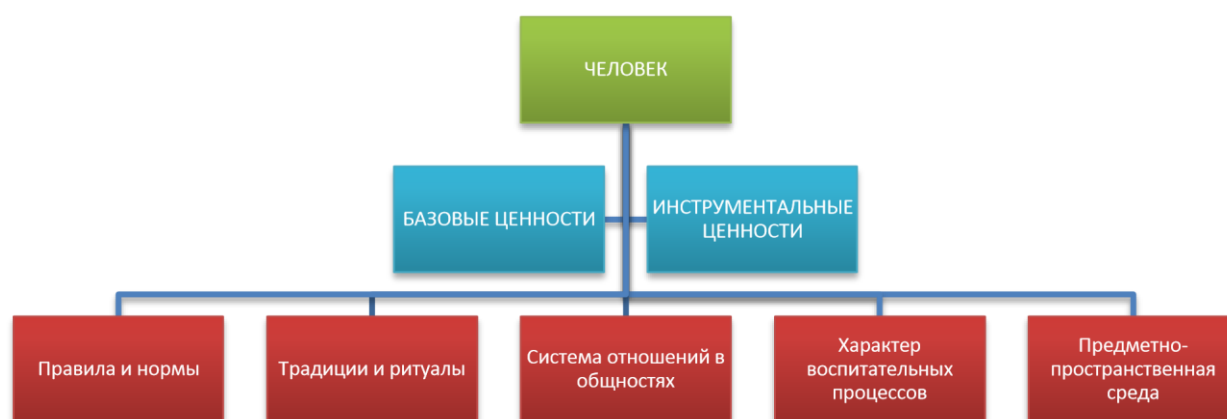 ЧЕЛОВЕК
БАЗОВЫЕ ЦЕННОСТИ
ИНСТРУМЕНТАЛЬНЫЕ
ЦЕННОСТИ
Правила и нормы
Традиции и ритуалы
Система отношений в
общностях
Характер
воспитательных
процессов
Предметно-
пространственная
среда